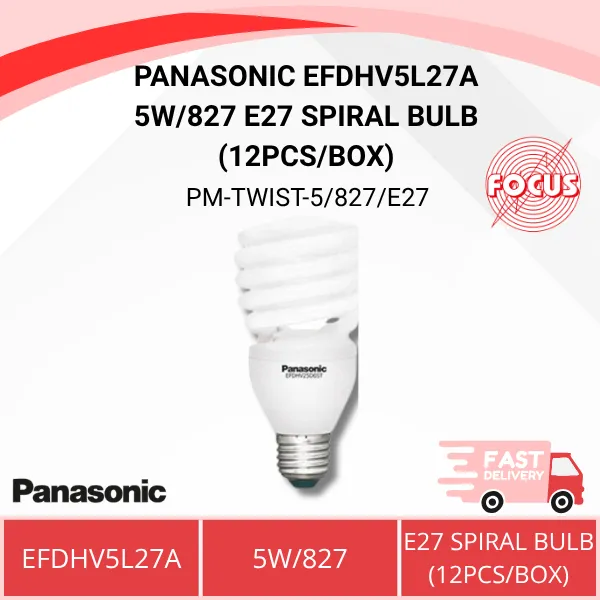 PANASONIC EFDHV5L27A
5W/827 E27 SPIRAL BULB
(12PCS/BOX)
PM-TWIST-5/827/E27
FOCUS
Panasonic
EFDHV25D65T
FAST
DELIVERY
Panasonic
EFDHV5L27A
5W/827
E27 SPIRAL BULB
(12PCS/BOX)